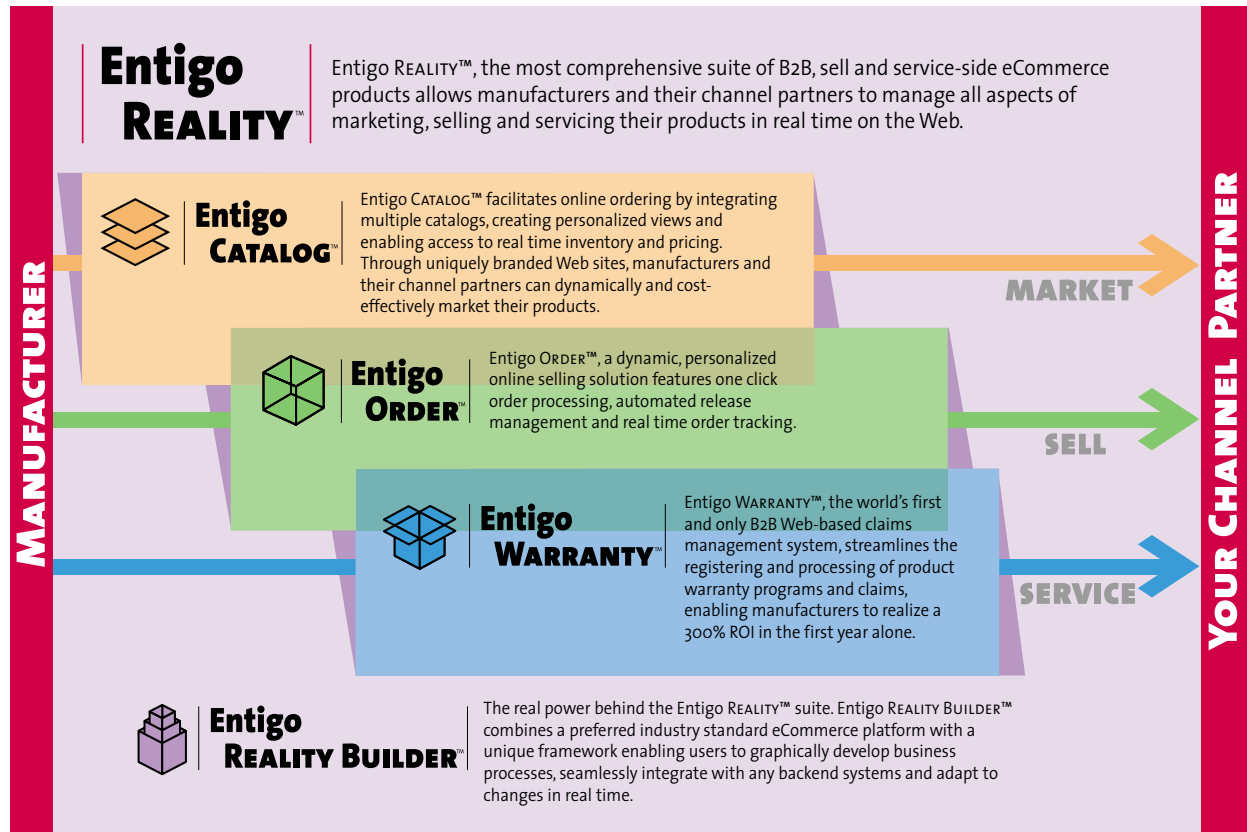 Entigo
REALITY™
Entigo REALITY™, the most comprehensive suite of B2B, sell and service-side eCommerce
products allows manufacturers and their channel partners to manage all aspects of
marketing, selling and servicing their products in real time on the Web.
MANUFACTURER
YOUR CHANNEL PARTNER
Entigo
CATALOG™
Entigo CATALOG™ facilitates online ordering by integrating
multiple catalogs, creating personalized views and
enabling access to real time inventory and pricing.
Through uniquely branded Web sites, manufacturers and
their channel partners can dynamically and cost-
effectively market their products.
MARKET
Entigo
ORDER™
Entigo ORDER™, a dynamic, personalized
online selling solution features one click
order processing, automated release
management and real time order tracking.
SELL
Entigo
WARRANTY™
Entigo WARRANTY™, the world's first
and only B2B Web-based claims
management system, streamlines the
registering and processing of product
warranty programs and claims,
enabling manufacturers to realize a
300% ROI in the first year alone.
SERVICE
Entigo
REALITY BUILDER™
The real power behind the Entigo REALITY™ suite. Entigo REALITY BUILDER™
combines a preferred industry standard eCommerce platform with a
unique framework enabling users to graphically develop business
processes, seamlessly integrate with any backend systems and adapt to
changes in real time.